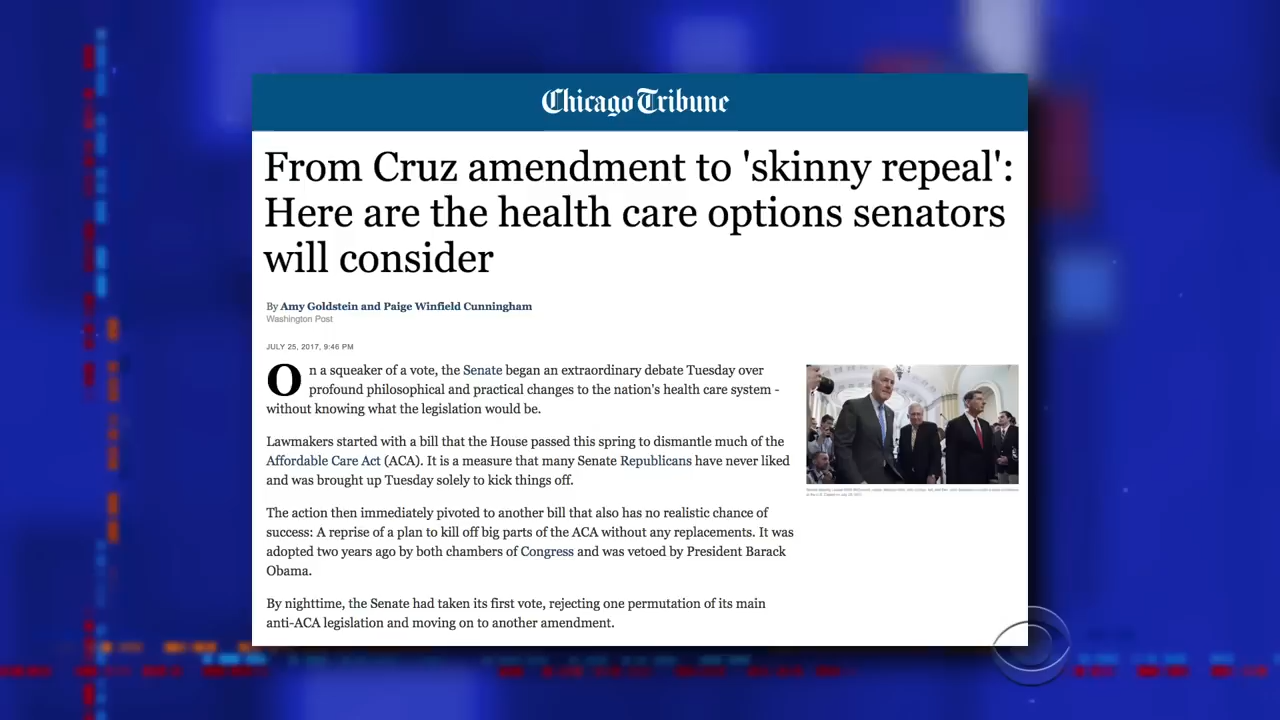 Chicago Tribune
From Cruz amendment to 'skinny repeal':
Here are the health care options senators
will consider
By Amy Goldstein and Paige Winfield Cunningham
Washington Post
JULY 25, 2017, 9:46 PM
On a squeaker of a vote, the Senate began an extraordinary debate Tuesday over
profound philosophical and practical changes to the nation's health care system -
without knowing what the legislation would be.
Lawmakers started with a bill that the House passed this spring to dismantle much of the
Affordable Care Act (ACA). It is a measure that many Senate Republicans have never liked
and was brought up Tuesday solely to kick things off.
The action then immediately pivoted to another bill that also has no realistic chance of
success: A reprise of a plan to kill off big parts of the ACA without any replacements. It was
adopted two years ago by both chambers of Congress and was vetoed by President Barack
Obama.
By nighttime, the Senate had taken its first vote, rejecting one permutation of its main
anti-ACA legislation and moving on to another amendment.